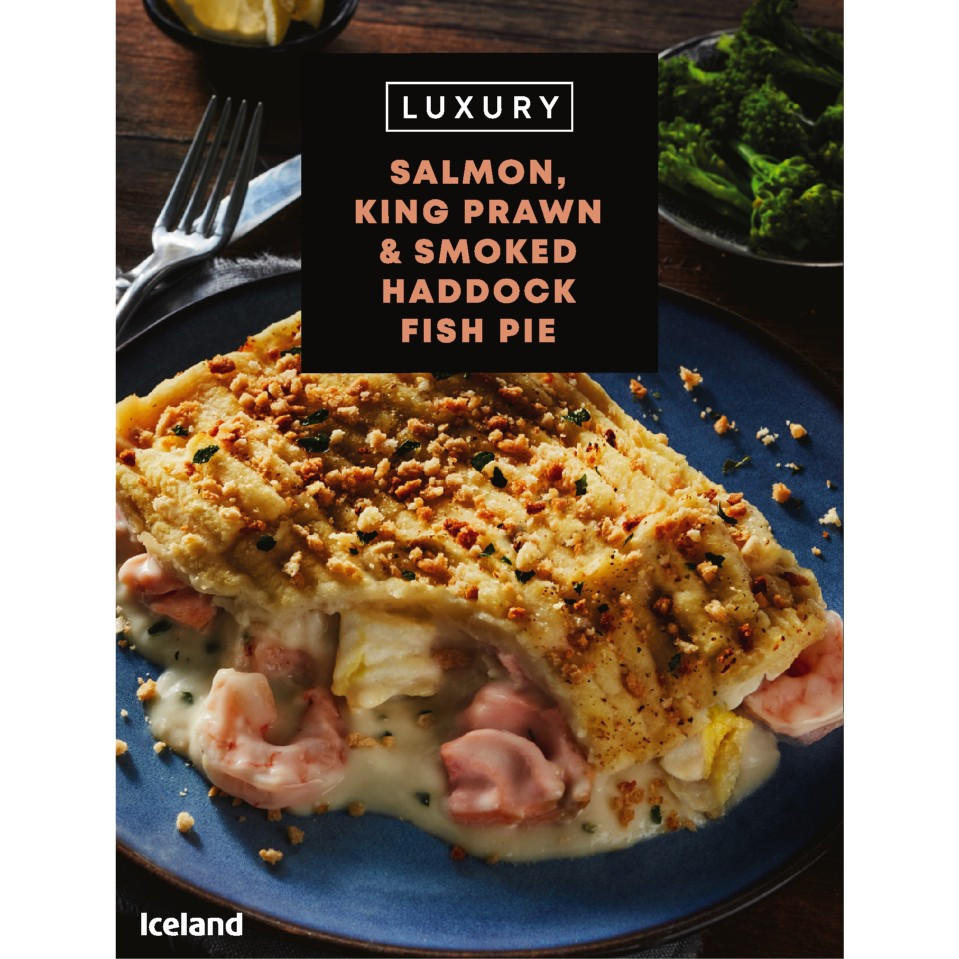 LUXURY
SALMON,
KING PRAWN
& SMOKED
HADDOCK
FISH PIE
Iceland